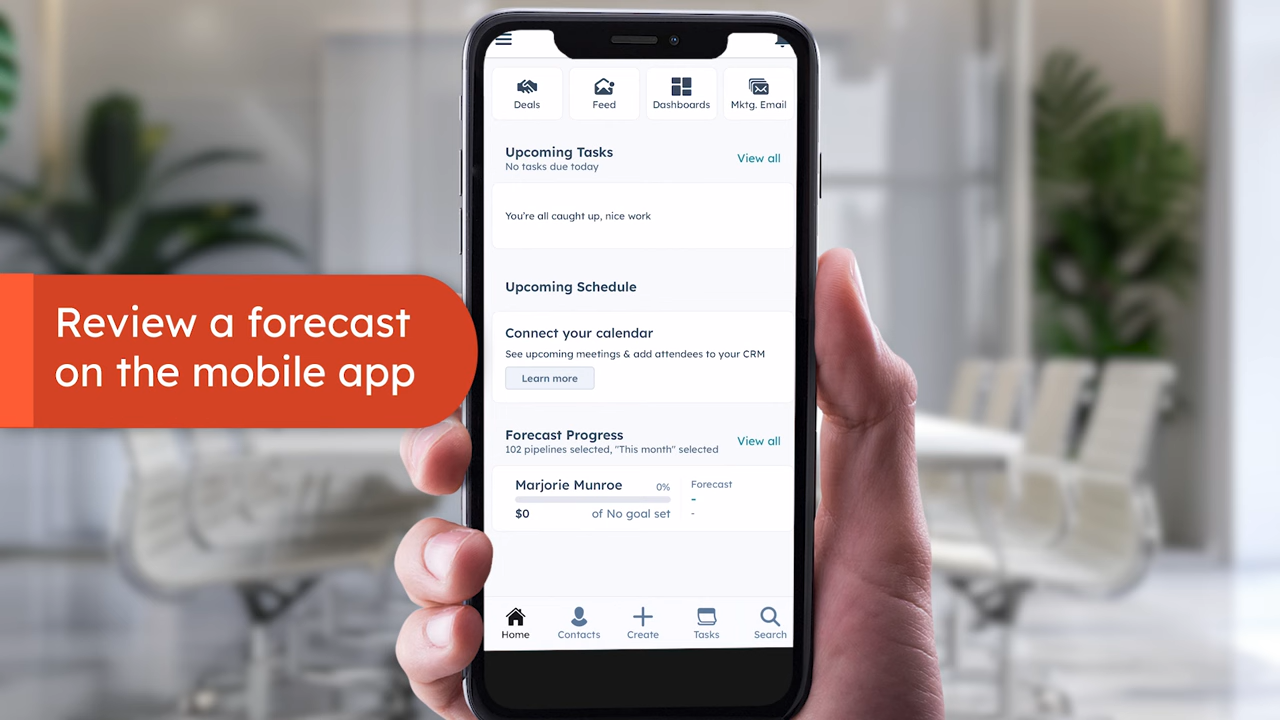 Deals
Feed
Dashboards
Mktg. Email
Upcoming Tasks
View all
No tasks due today
You're all caught up, nice work
Upcoming Schedule
Connect your calendar
See upcoming meetings & add attendees to your CRM
Learn more
Review a forecast
on the mobile app
Forecast Progress
View all
102 pipelines selected, "This month" selected
Marjorie Munroe
0%
Forecast
-
$0
of No goal set
-
Home
Contacts
Create
Tasks
Search